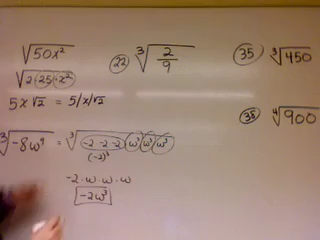 √50x²
√2·25·x²
5x√2 = 5|x|√2
∛-8w⁹ = ∛-2·-2·-2 w³ w³ w³
(-2)³
-2·w·w·w
-2w³
22 ∛2/9
35 ∛450
38 ∜900